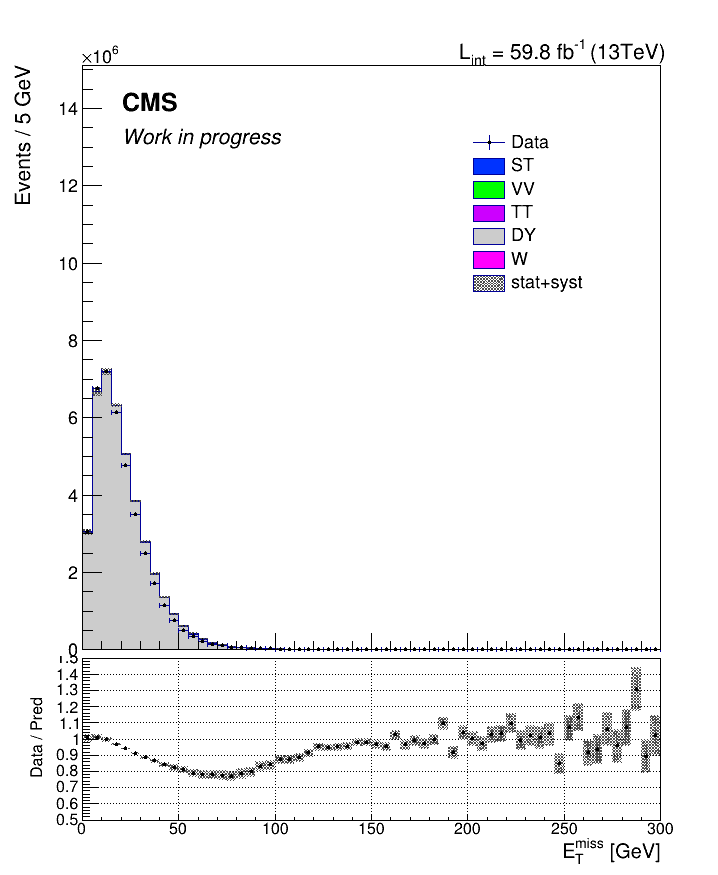 ×10⁶
L_int = 59.8 fb⁻¹ (13TeV)
Events / 5 GeV
CMS
Work in progress
Data
ST
VV
TT
DY
W
stat+syst
14
12
10
8
6
4
2
0
1.5
1.4
1.3
1.2
1.1
1
0.9
0.8
0.7
0.6
0.5
Data / Pred
0 50 100 150 200 250 300
E_T^miss [GeV]